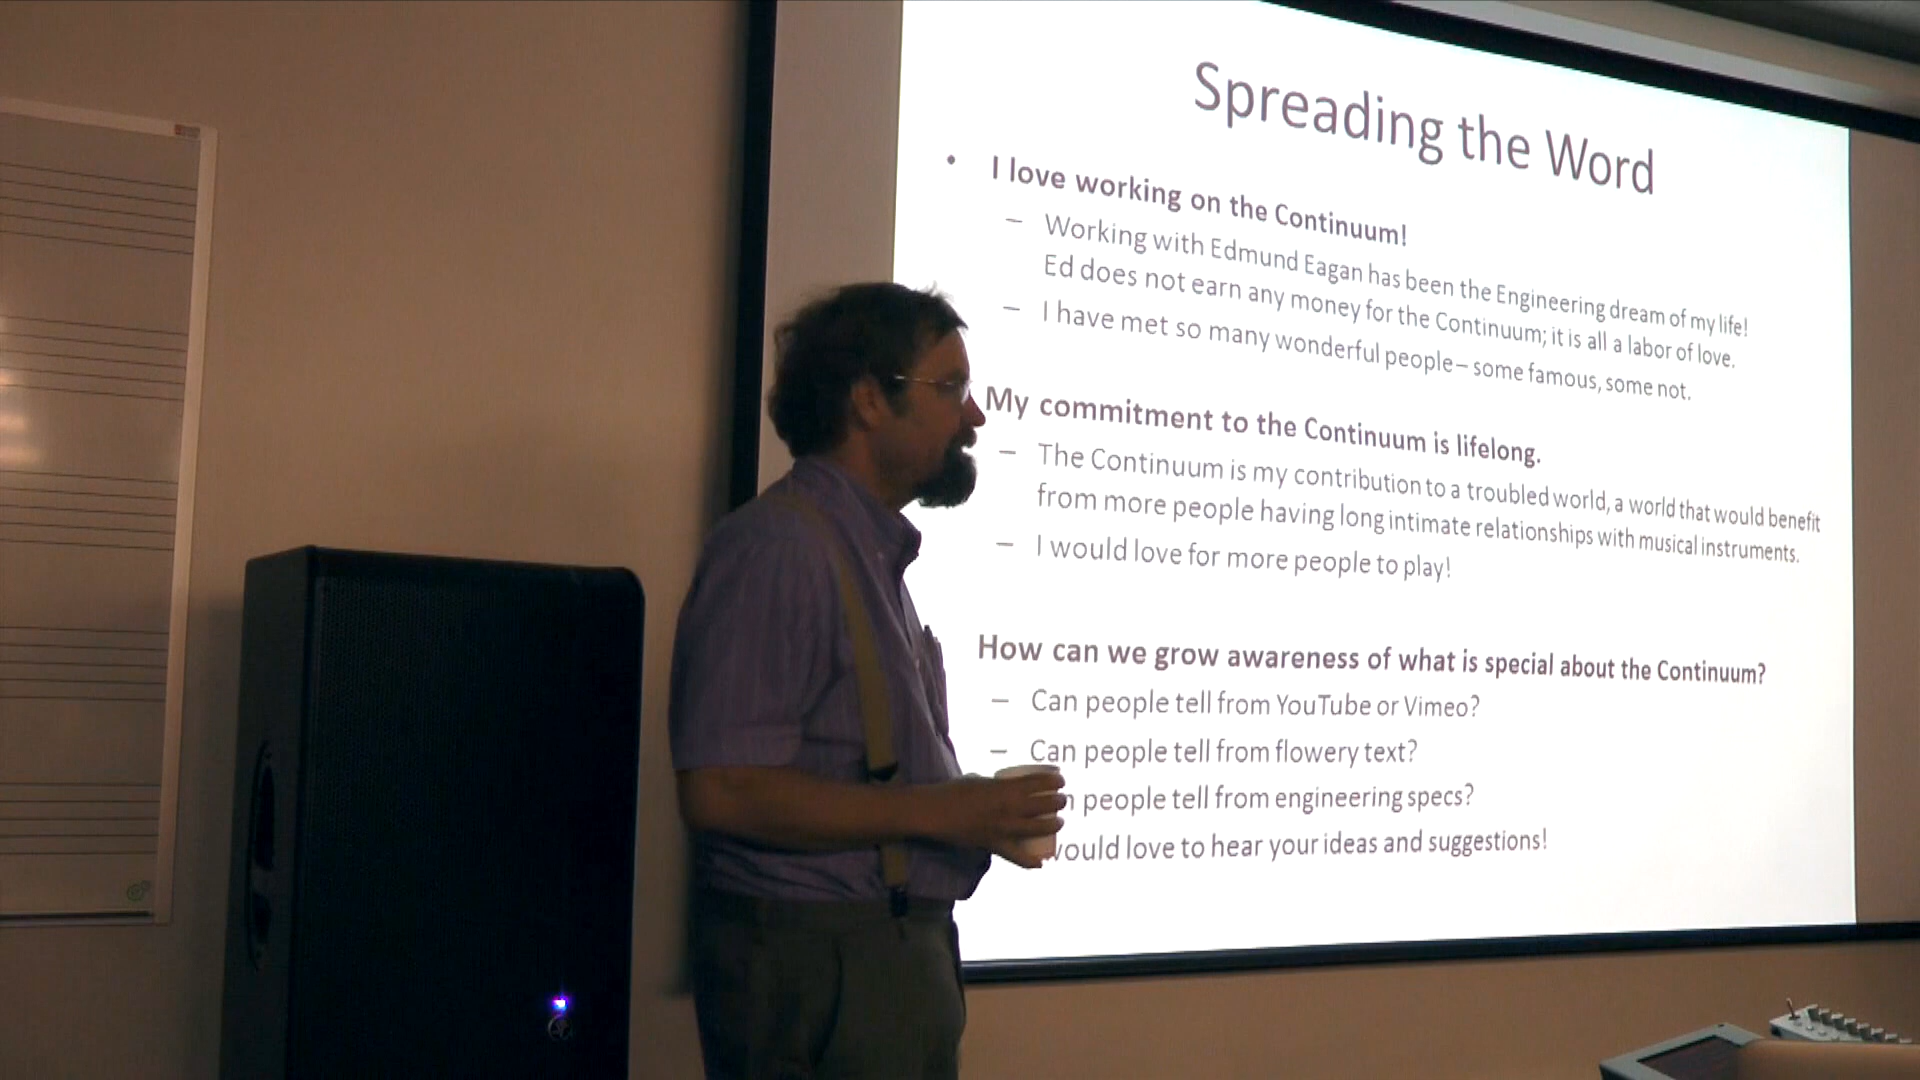 Spreading the Word
• I love working on the Continuum!
– Working with Edmund Eagan has been the Engineering dream of my life!
Ed does not earn any money for the Continuum; it is all a labor of love.
– I have met so many wonderful people – some famous, some not.
My commitment to the Continuum is lifelong.
– The Continuum is my contribution to a troubled world, a world that would benefit
from more people having long intimate relationships with musical instruments.
– I would love for more people to play!
How can we grow awareness of what is special about the Continuum?
– Can people tell from YouTube or Vimeo?
– Can people tell from flowery text?
people tell from engineering specs?
would love to hear your ideas and suggestions!